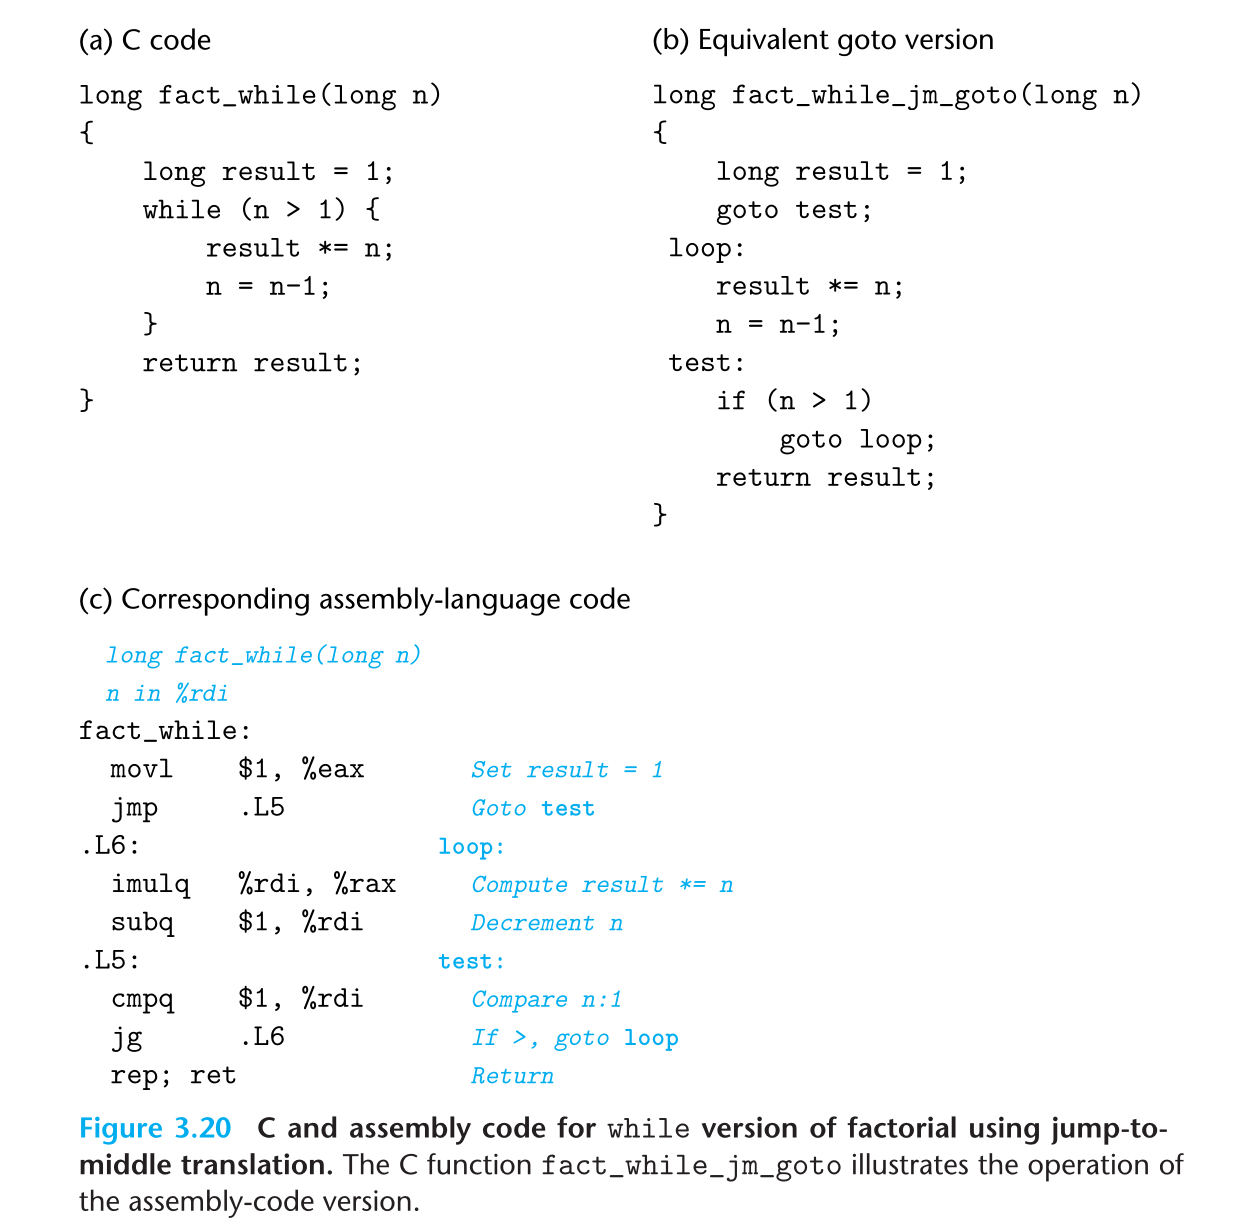 (a) C code
long fact_while(long n)
{
    long result = 1;
    while (n > 1) {
        result *= n;
        n = n-1;
    }
    return result;
}
(b) Equivalent goto version
long fact_while_jm_goto(long n)
{
    long result = 1;
    goto test;
 loop:
    result *= n;
    n = n-1;
 test:
    if (n > 1)
        goto loop;
    return result;
}
(c) Corresponding assembly-language code
long fact_while(long n)
n in %rdi
fact_while:
  movl    $1, %eax    Set result = 1
  jmp     .L5    Goto test
.L6:    loop:
  imulq   %rdi, %rax    Compute result *= n
  subq    $1, %rdi    Decrement n
.L5:    test:
  cmpq    $1, %rdi    Compare n:1
  jg      .L6    If >, goto loop
  rep; ret    Return
Figure 3.20 C and assembly code for while version of factorial using jump-to-
middle translation. The C function fact_while_jm_goto illustrates the operation of
the assembly-code version.